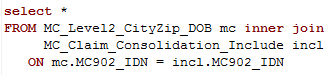 select *
FROM MC_Level2_CityZip_DOB mc inner join
MC_Claim_Consolidation_Include incl
ON mc.MC902_IDN = incl.MC902_IDN